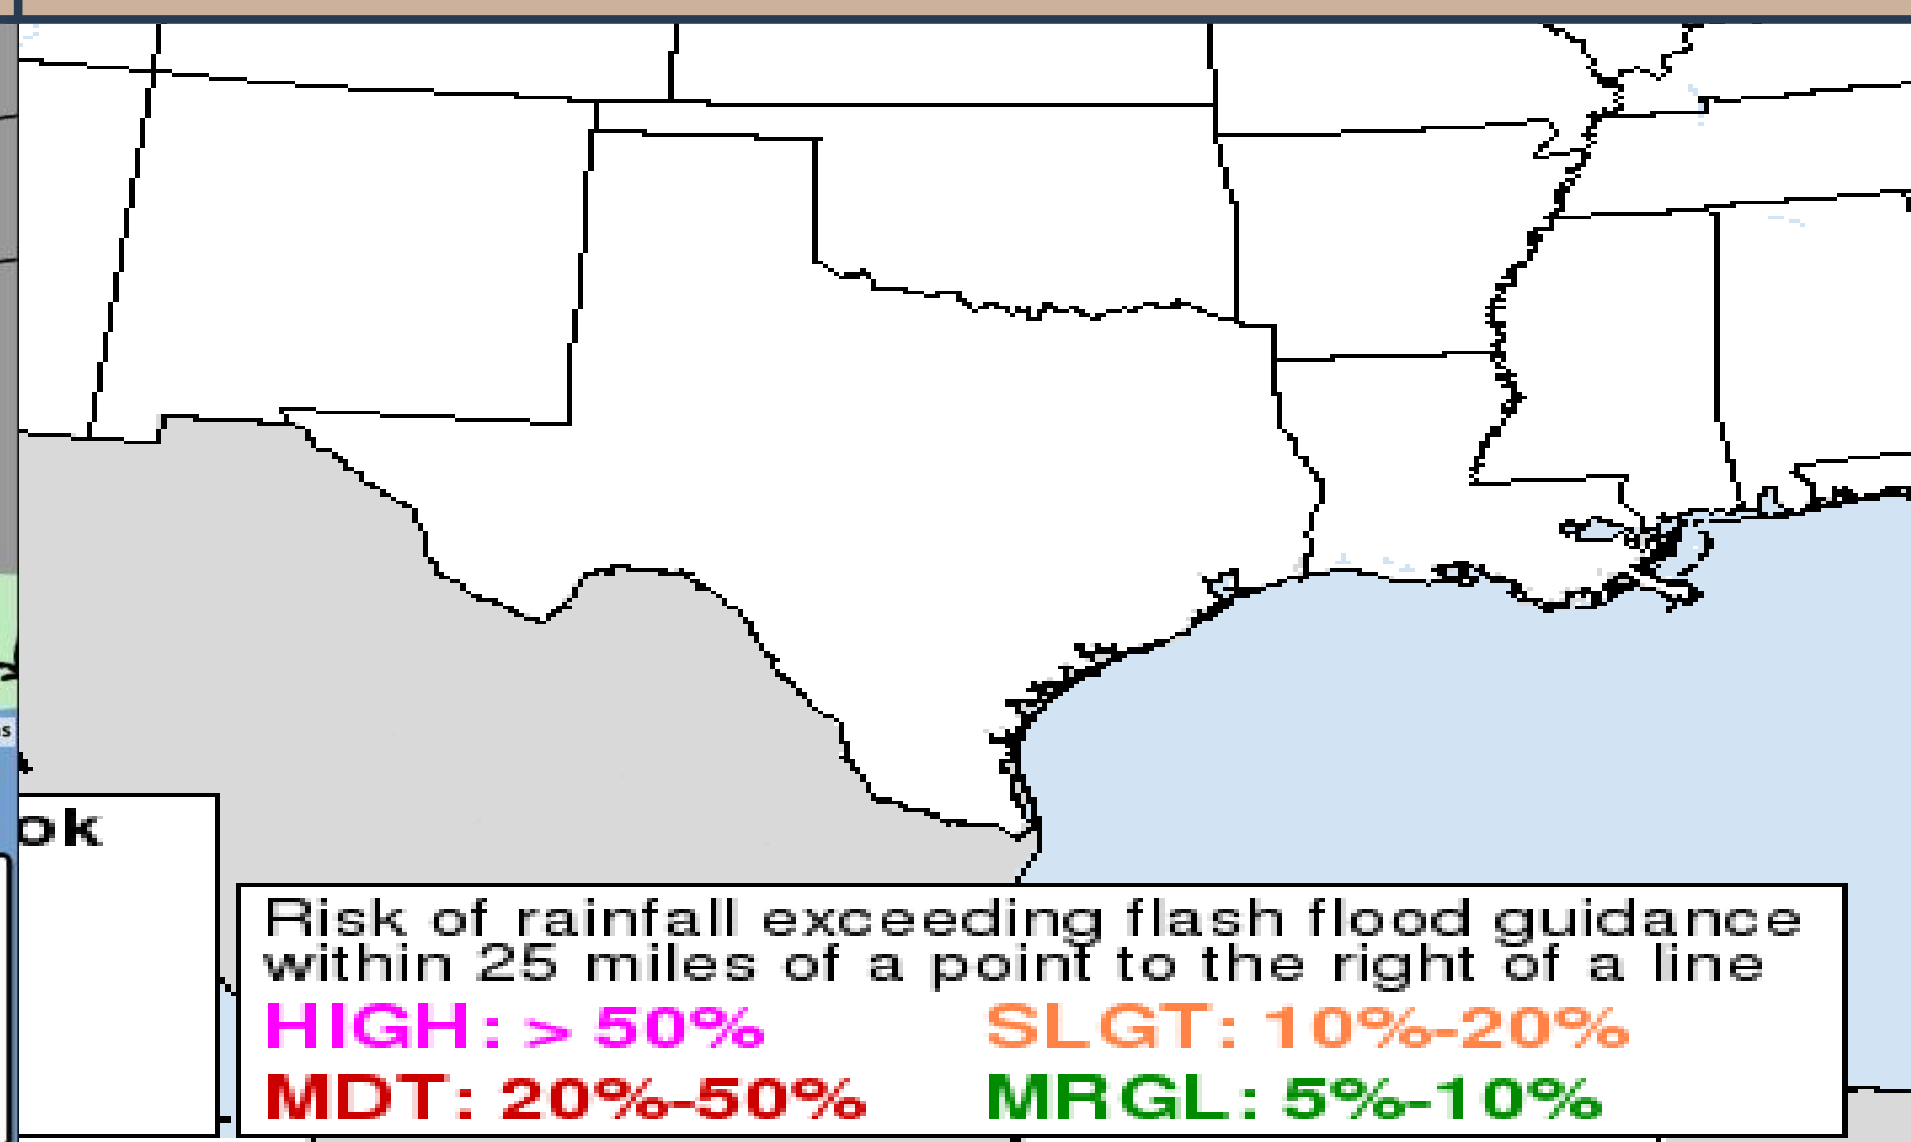 s
ok
Risk of rainfall exceeding flash flood guidance
within 25 miles of a point to the right of a line
HIGH: > 50% SLGT: 10%-20%
MDT: 20%-50% MRGL: 5%-10%